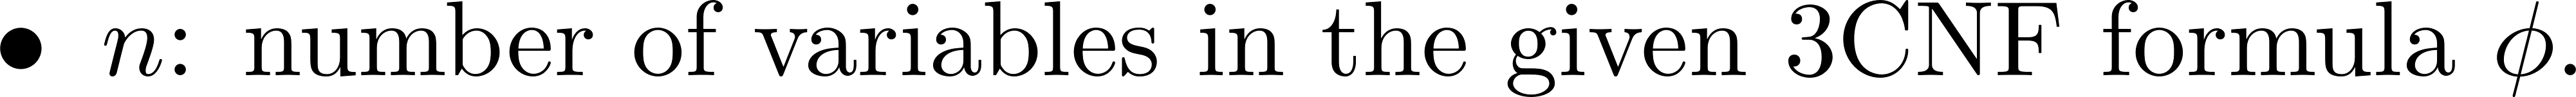 • n: number of variables in the given 3CNF formula ϕ.